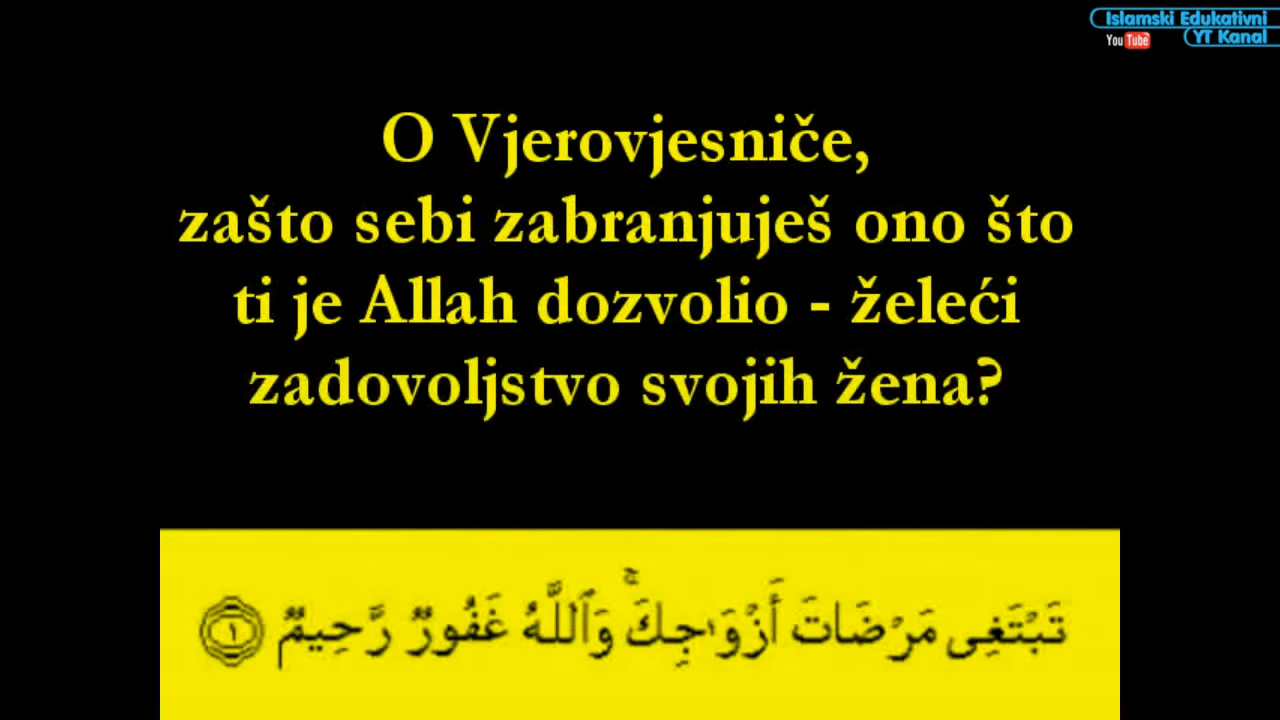 Islamski Edukativni
YouTube YT Kanal
O Vjerovjesniče,
zašto sebi zabranjuješ ono što
ti je Allah dozvolio - želeći
zadovoljstvo svojih žena?
تَبْتَغِى مَرْضَاتَ أَزْوَٰجِكَ ۚ وَٱللَّهُ غَفُورٌ رَّحِيمٌ ١